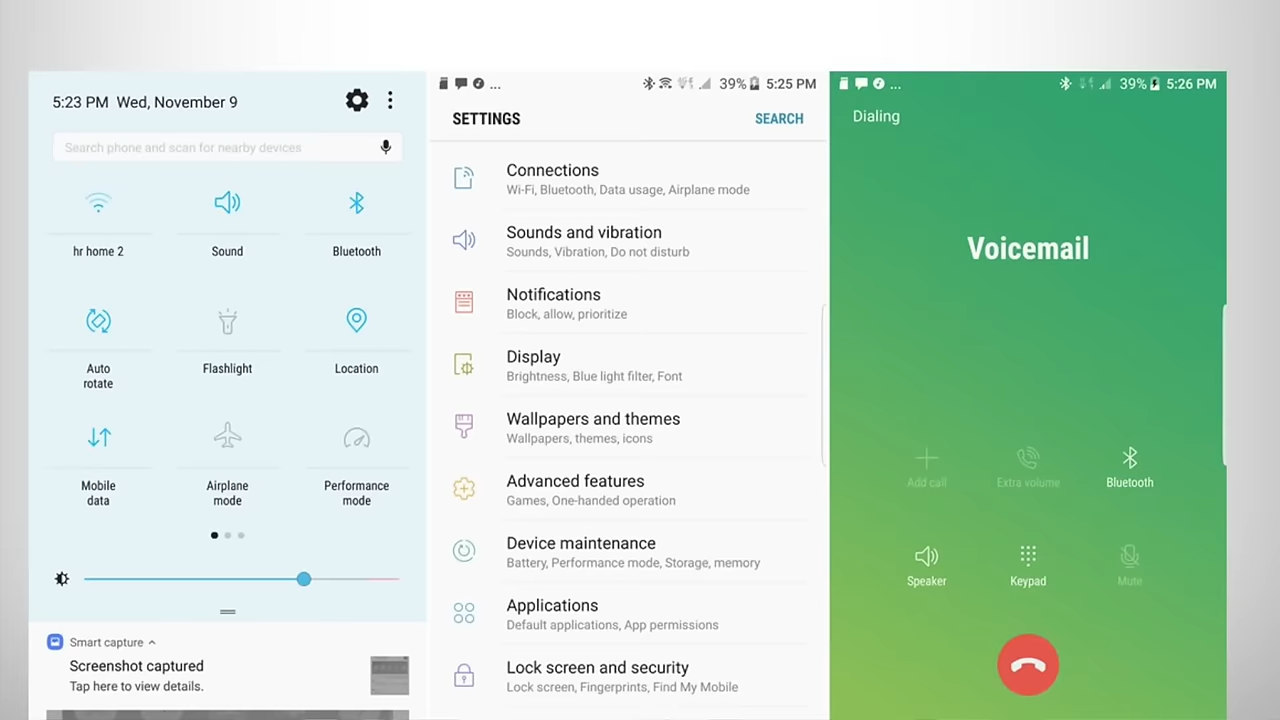 5:23 PM Wed, November 9
Search phone and scan for nearby devices
hr home 2
Sound
Bluetooth
Auto
rotate
Flashlight
Location
Mobile
data
Airplane
mode
Performance
mode
Smart capture
Screenshot captured
Tap here to view details.
... 39% 5:25 PM
SETTINGS SEARCH
Connections
Wi-Fi, Bluetooth, Data usage, Airplane mode
Sounds and vibration
Sounds, Vibration, Do not disturb
Notifications
Block, allow, prioritize
Display
Brightness, Blue light filter, Font
Wallpapers and themes
Wallpapers, themes, icons
Advanced features
Games, One-handed operation
Device maintenance
Battery, Performance mode, Storage, memory
Applications
Default applications, App permissions
Lock screen and security
Lock screen, Fingerprints, Find My Mobile
... 39% 5:26 PM
Dialing
Voicemail
Add call
Extra volume
Bluetooth
Speaker
Keypad
Mute